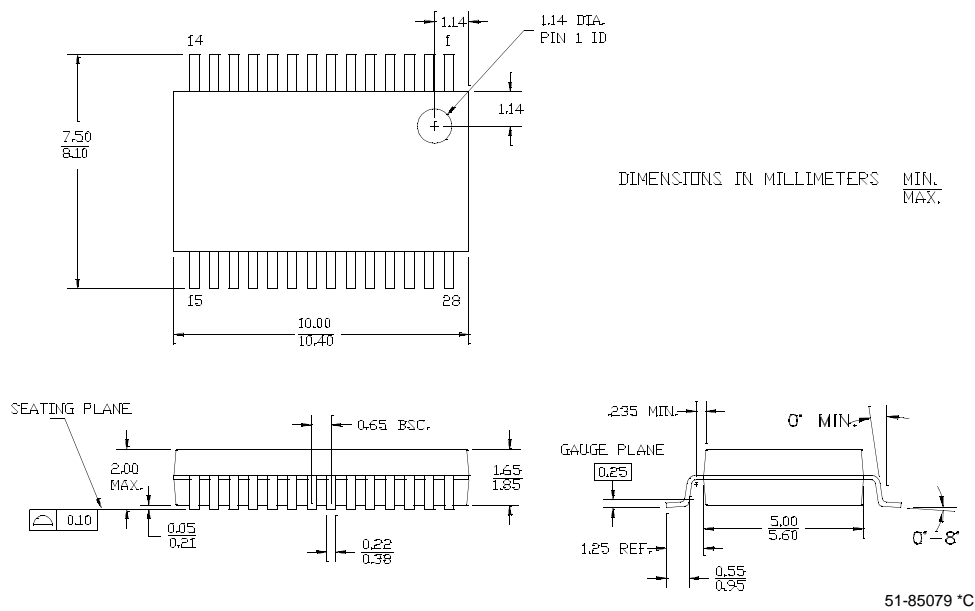 1.14
1.14 DIA.
PIN 1 ID
14
1
1.14
7.50
8.10
DIMENSIONS IN MILLIMETERS MIN.
MAX.
15
28
10.00
10.40
SEATING PLANE
0.65 BSC.
.235 MIN.
0° MIN.
GAUGE PLANE
0.25
2.00
MAX.
1.65
1.85
0.10
0.05
0.21
0.22
0.38
5.00
5.60
0°-8°
1.25 REF.
0.55
0.95
51-85079 *C